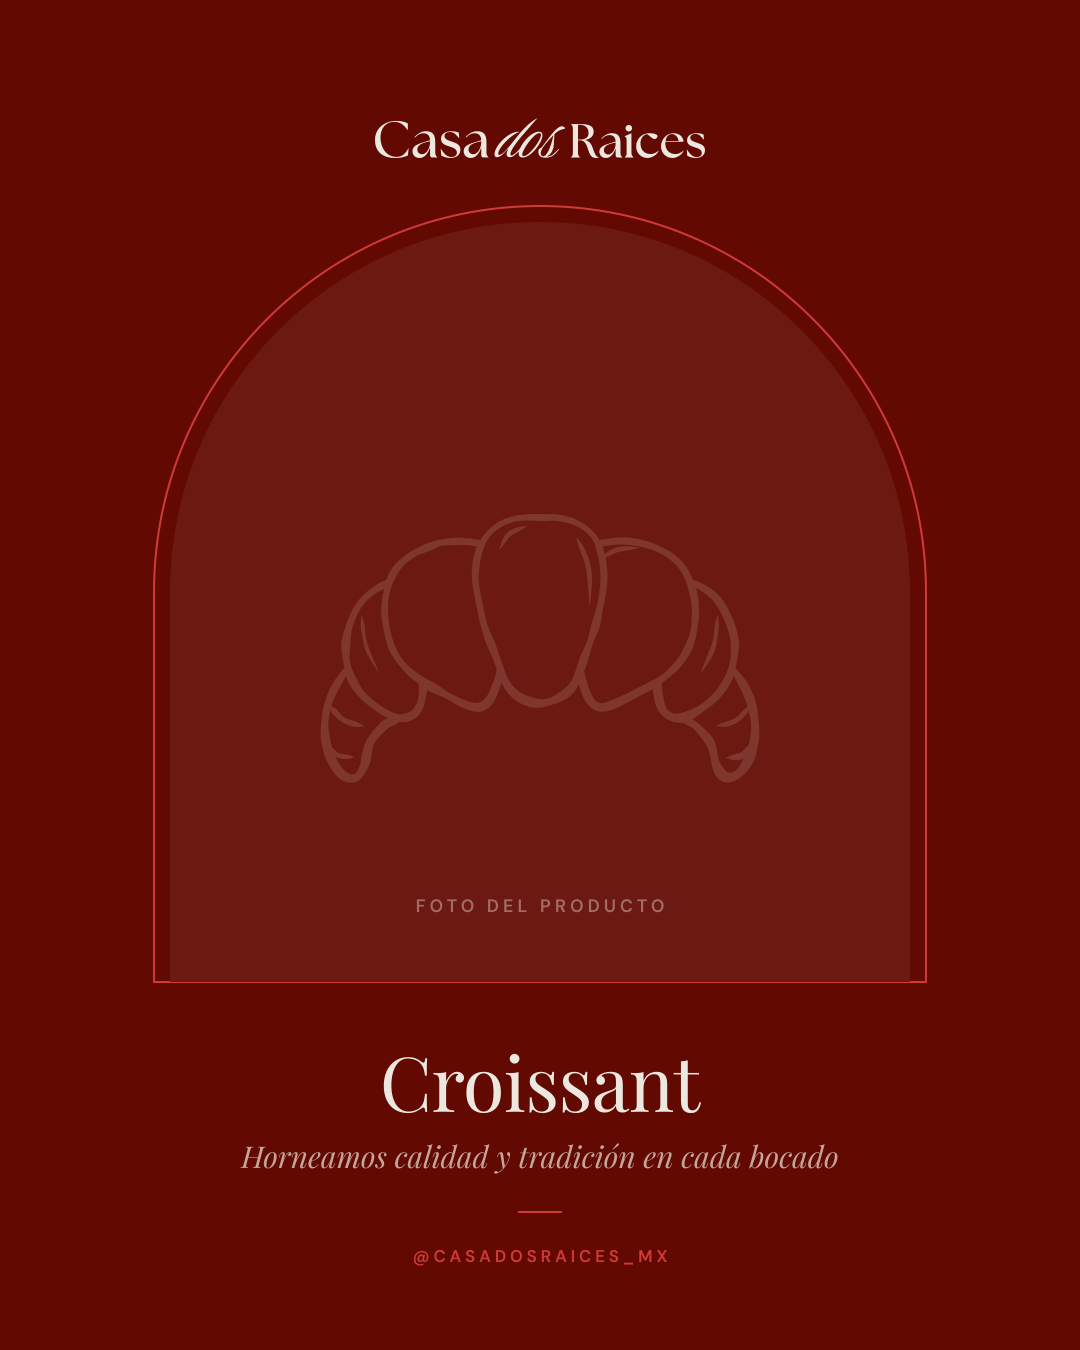 Casa dos Raices
FOTO DEL PRODUCTO
Croissant
Horneamos calidad y tradición en cada bocado
@CASADOSRAICES_MX